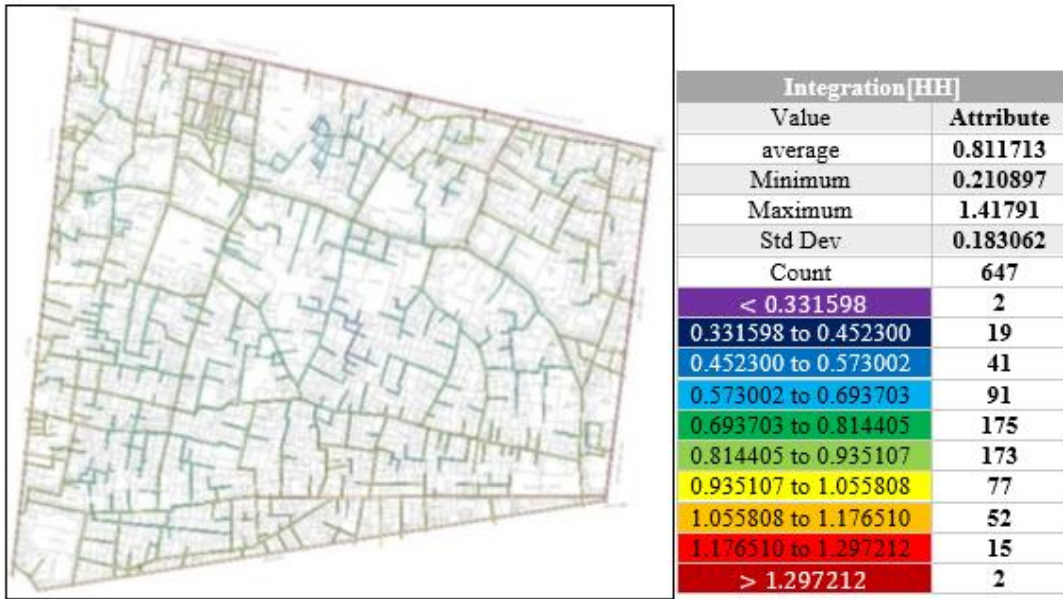 Integration[HH]
Value Attribute
average 0.811713
Minimum 0.210897
Maximum 1.41791
Std Dev 0.183062
Count 647
< 0.331598 2
0.331598 to 0.452300 19
0.452300 to 0.573002 41
0.573002 to 0.693703 91
0.693703 to 0.814405 175
0.814405 to 0.935107 173
0.935107 to 1.055808 77
1.055808 to 1.176510 52
1.176510 to 1.297212 15
> 1.297212 2